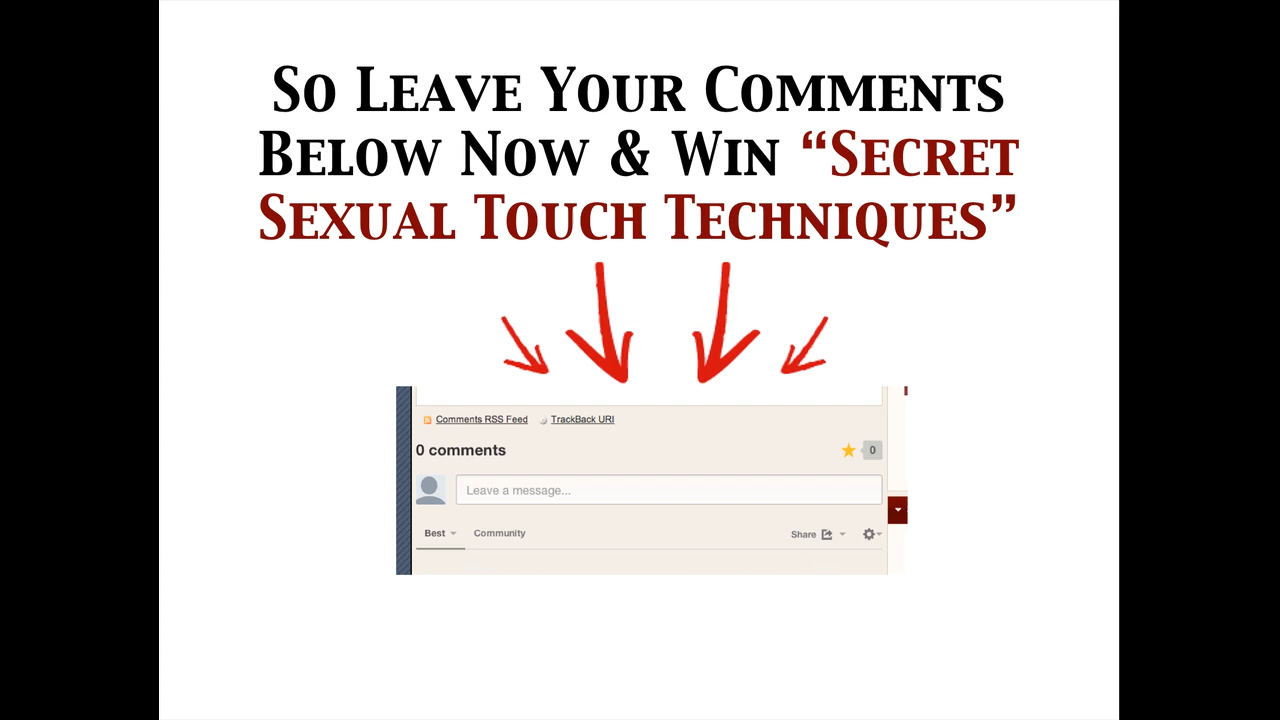 So Leave Your Comments
Below Now & Win “Secret
Sexual Touch Techniques”
Comments RSS Feed TrackBack URI
0 comments 0
Leave a message...
Best Community Share